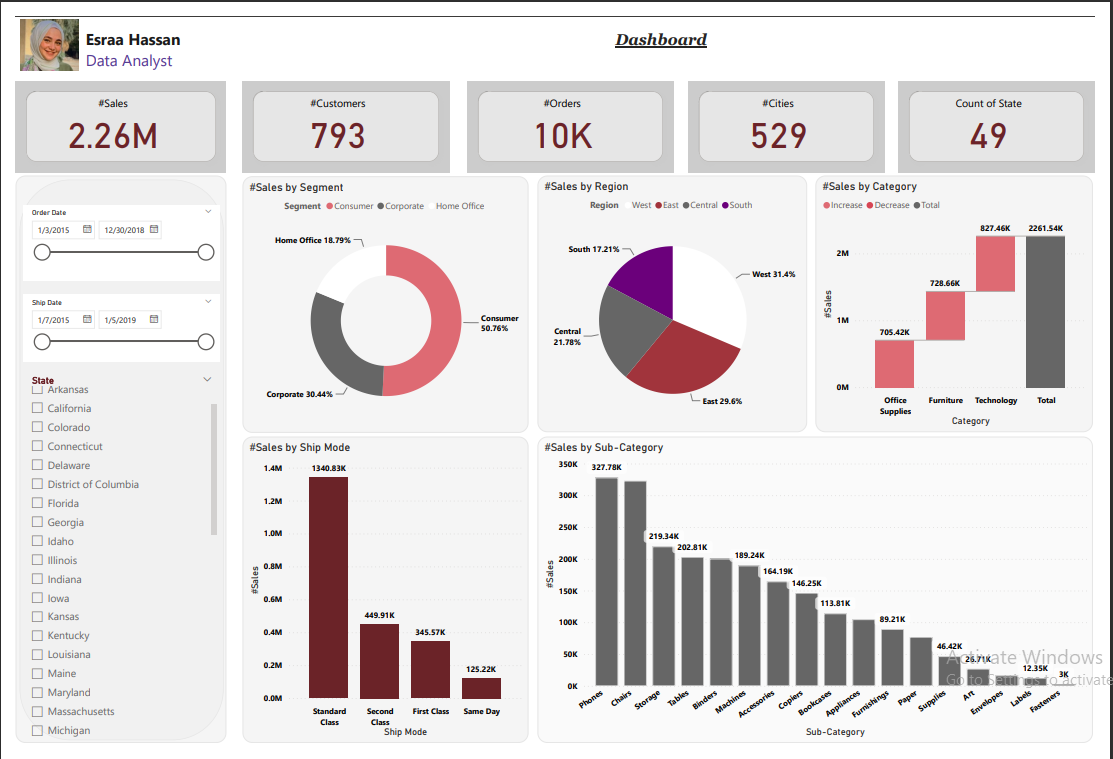 Esraa Hassan
Data Analyst
Dashboard
#Sales
2.26M
#Customers
793
#Orders
10K
#Cities
529
Count of State
49
Order Date
1/3/2015
12/30/2018
Ship Date
1/7/2015
1/5/2019
State
Arkansas
California
Colorado
Connecticut
Delaware
District of Columbia
Florida
Georgia
Idaho
Illinois
Indiana
Iowa
Kansas
Kentucky
Louisiana
Maine
Maryland
Massachusetts
Michigan
#Sales by Segment
Segment Consumer Corporate Home Office
Home Office 18.79%
Consumer
50.76%
Corporate 30.44%
#Sales by Region
Region West East Central South
South 17.21%
West 31.4%
Central
21.78%
East 29.6%
#Sales by Category
Increase Decrease Total
#Sales
2M
1M
0M
705.42K
728.66K
827.46K
2261.54K
Office
Supplies
Furniture
Technology
Total
Category
#Sales by Ship Mode
#Sales
1.4M
1.2M
1.0M
0.8M
0.6M
0.4M
0.2M
0.0M
1340.83K
449.91K
345.57K
125.22K
Standard
Class
Second
Class
First Class
Same Day
Ship Mode
#Sales by Sub-Category
#Sales
350K
300K
250K
200K
150K
100K
50K
0K
327.78K
219.34K
202.81K
189.24K
164.19K
146.25K
113.81K
89.21K
46.42K
26.71K
12.35K
3K
Phones
Chairs
Storage
Tables
Binders
Machines
Accessories
Copiers
Bookcases
Appliances
Furnishings
Paper
Supplies
Art
Envelopes
Labels
Fasteners
Sub-Category
Activate Windows
Go to Settings to activate